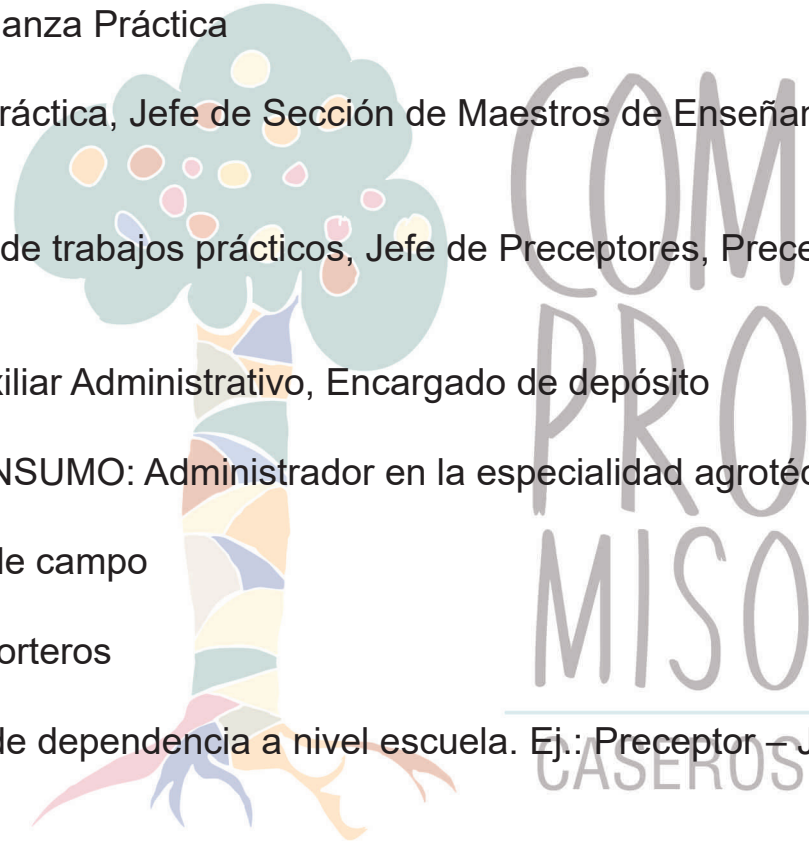 anza Práctica
ráctica, Jefe de Sección de Maestros de Enseñar
de trabajos prácticos, Jefe de Preceptores, Prece
xiliar Administrativo, Encargado de depósito
NSUMO: Administrador en la especialidad agrotéc
de campo
orteros
de dependencia a nivel escuela. Ej.: Preceptor – J
COM
PRO
MISO
CASEROS